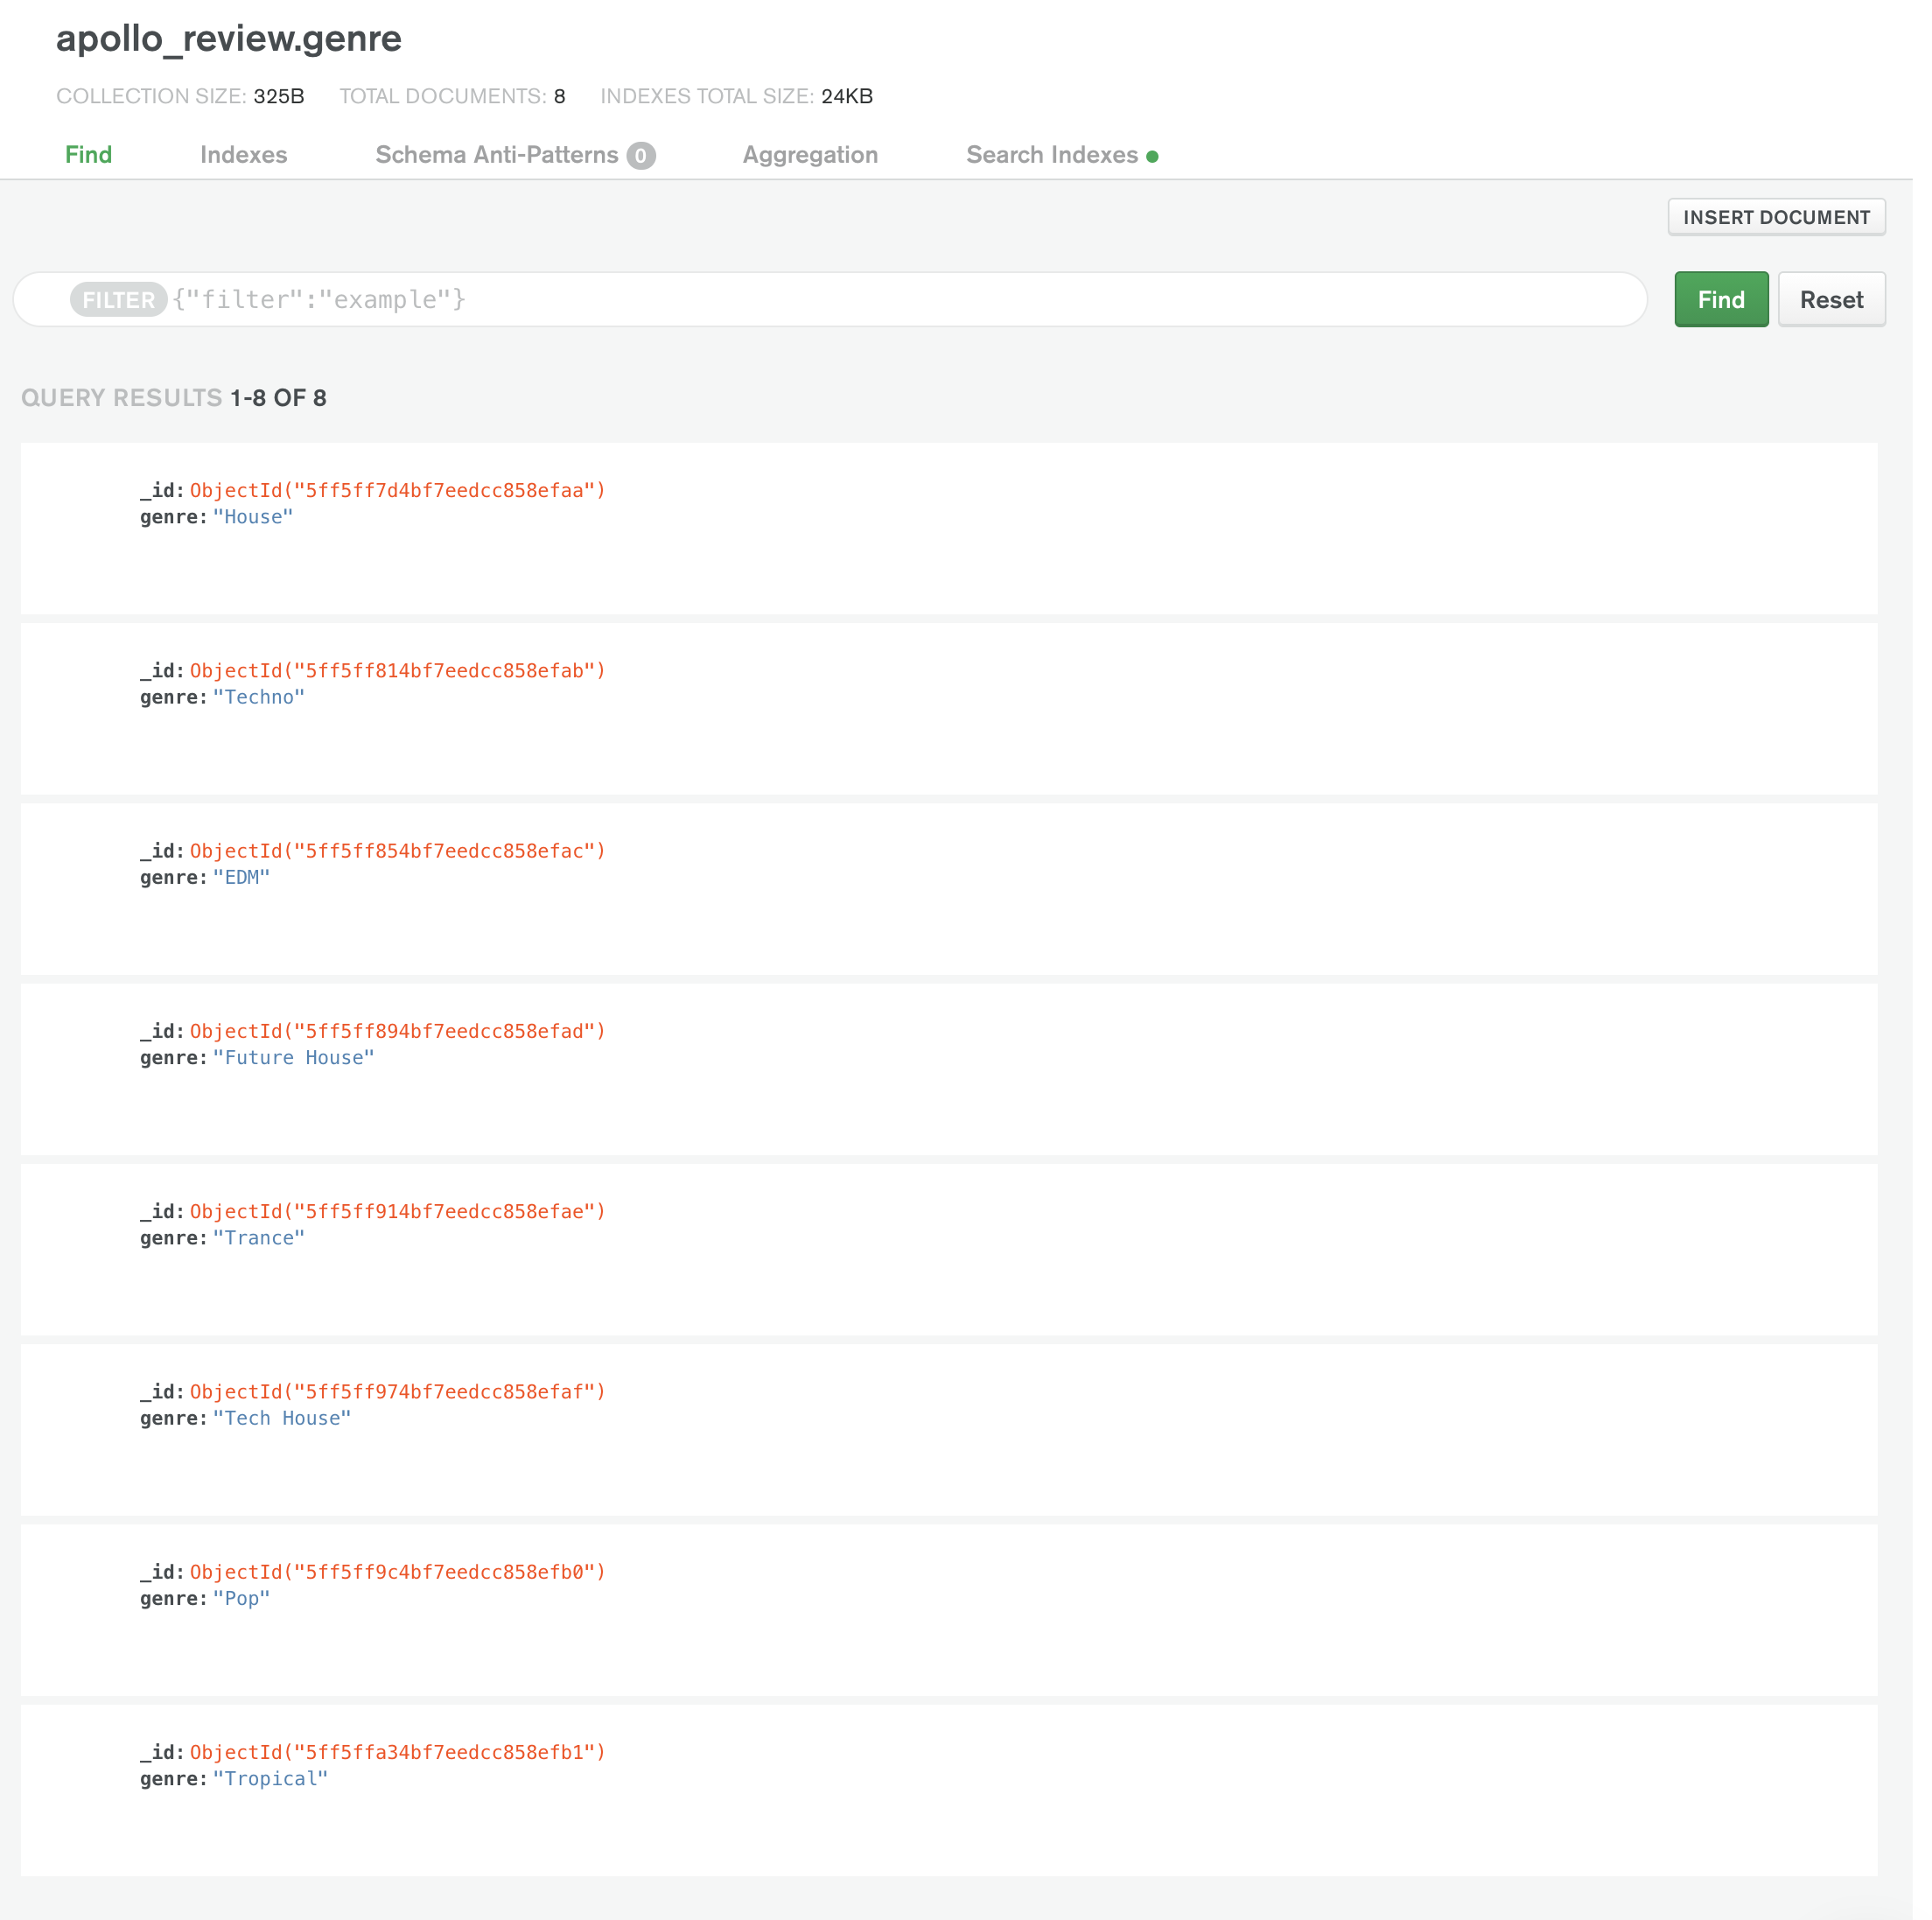 apollo_review.genre
COLLECTION SIZE: 325B TOTAL DOCUMENTS: 8 INDEXES TOTAL SIZE: 24KB
Find Indexes Schema Anti-Patterns 0 Aggregation Search Indexes
INSERT DOCUMENT
FILTER {"filter":"example"} Find Reset
QUERY RESULTS 1-8 OF 8
_id: ObjectId("5ff5ff7d4bf7eedcc858efaa")
genre: "House"
_id: ObjectId("5ff5ff814bf7eedcc858efab")
genre: "Techno"
_id: ObjectId("5ff5ff854bf7eedcc858efac")
genre: "EDM"
_id: ObjectId("5ff5ff894bf7eedcc858efad")
genre: "Future House"
_id: ObjectId("5ff5ff914bf7eedcc858efae")
genre: "Trance"
_id: ObjectId("5ff5ff974bf7eedcc858efaf")
genre: "Tech House"
_id: ObjectId("5ff5ff9c4bf7eedcc858efb0")
genre: "Pop"
_id: ObjectId("5ff5ffa34bf7eedcc858efb1")
genre: "Tropical"